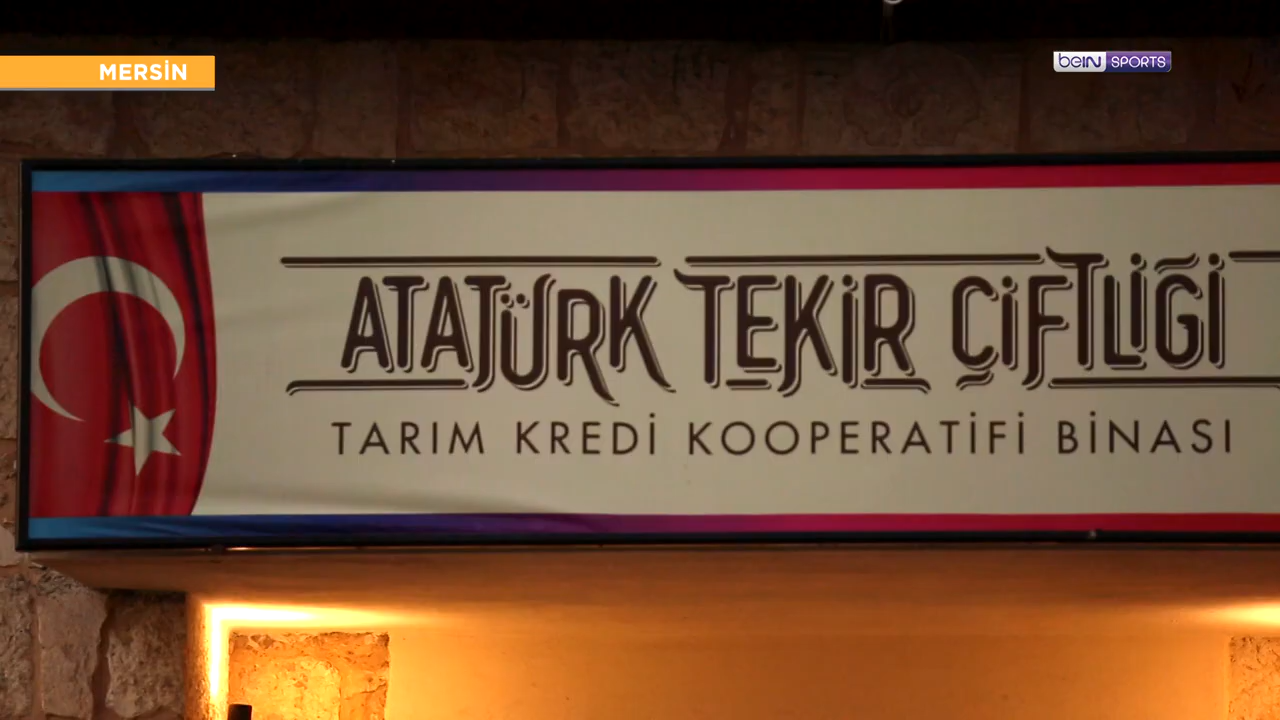 MERSİN
beIN SPORTS
ATATÜRK TEKİR ÇİFTLİĞİ
TARIM KREDİ KOOPERATİFİ BİNASI